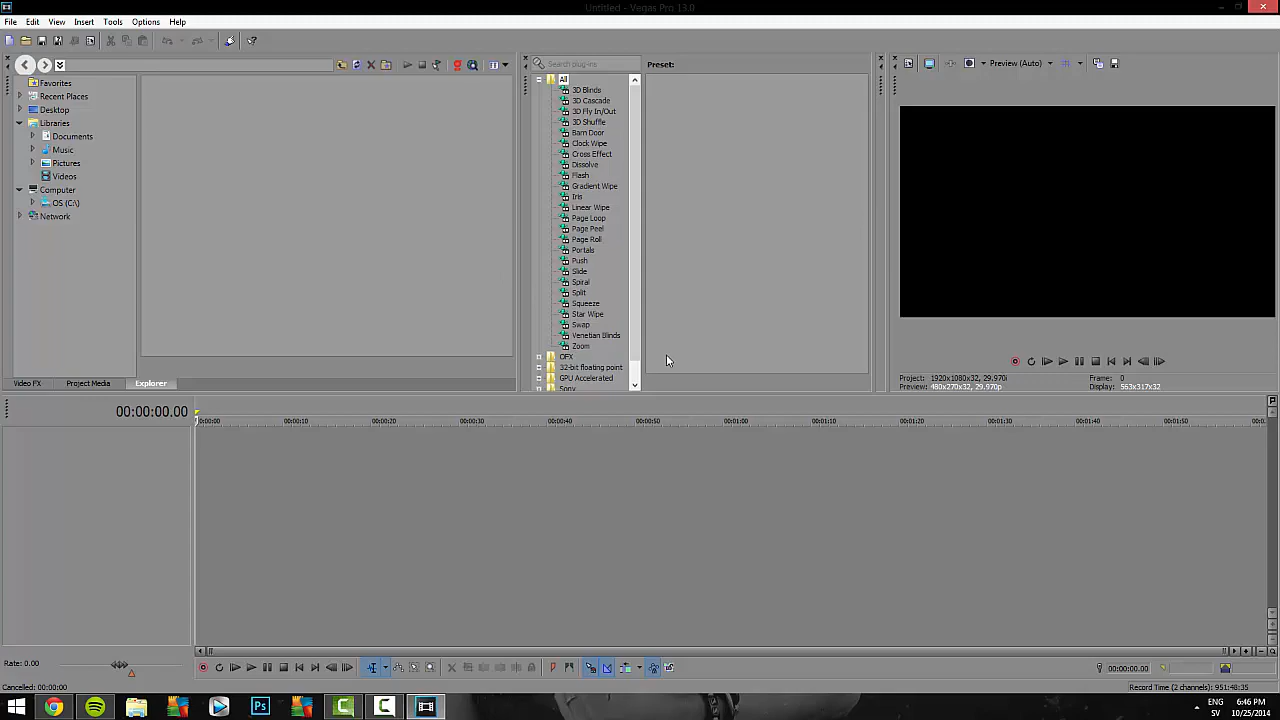 Untitled - Vegas Pro 13.0
File Edit View Insert Tools Options Help
Favorites
Recent Places
Desktop
Libraries
Documents
Music
Pictures
Videos
Computer
OS (C:\)
Network
Video FX Project Media Explorer
Search plug-ins Preset:
All
3D Blinds
3D Cascade
3D Fly In/Out
3D Shuffle
Barn Door
Clock Wipe
Cross Effect
Dissolve
Flash
Gradient Wipe
Iris
Linear Wipe
Page Loop
Page Peel
Page Roll
Portals
Push
Slide
Spiral
Split
Squeeze
Star Wipe
Swap
Venetian Blinds
Zoom
OFX
32-bit floating point
GPU Accelerated
Sony
Preview (Auto)
Project: 1920x1080x32, 29.970i Frame: 0
Preview: 480x270x32, 29.970p Display: 563x317x32
00:00:00,00
00:00:00 00:00:10 00:00:20 00:00:30 00:00:40 00:00:50 00:01:00 00:01:10 00:01:20 00:01:30 00:01:40 00:01:50 00:0
Rate: 0.00
00:00:00.00
Cancelled: 00:00:00
Record Time (2 channels): 951:48:35
Ps
ENG 6:46 PM
SV 10/25/2014